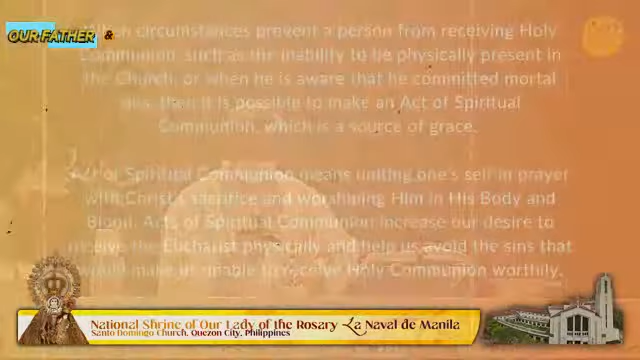 OUR FATHER &
When circumstances prevent a person from receiving Holy
Communion, such as the inability to be physically present in
the Church, or when he is aware that he committed mortal
sins, then it is possible to make an Act of Spiritual
Communion, which is a source of grace.
Spiritual Communion means uniting one's self in prayer
with Christ's sacrifice and worshiping Him in His Body and
Blood. Acts of Spiritual Communion increase our desire to
receive the Eucharist physically and help us avoid the sins that
would make us unable to receive Holy Communion worthily.
National Shrine of Our Lady of the Rosary La Naval de Manila
Santo Domingo Church, Quezon City, Philippines